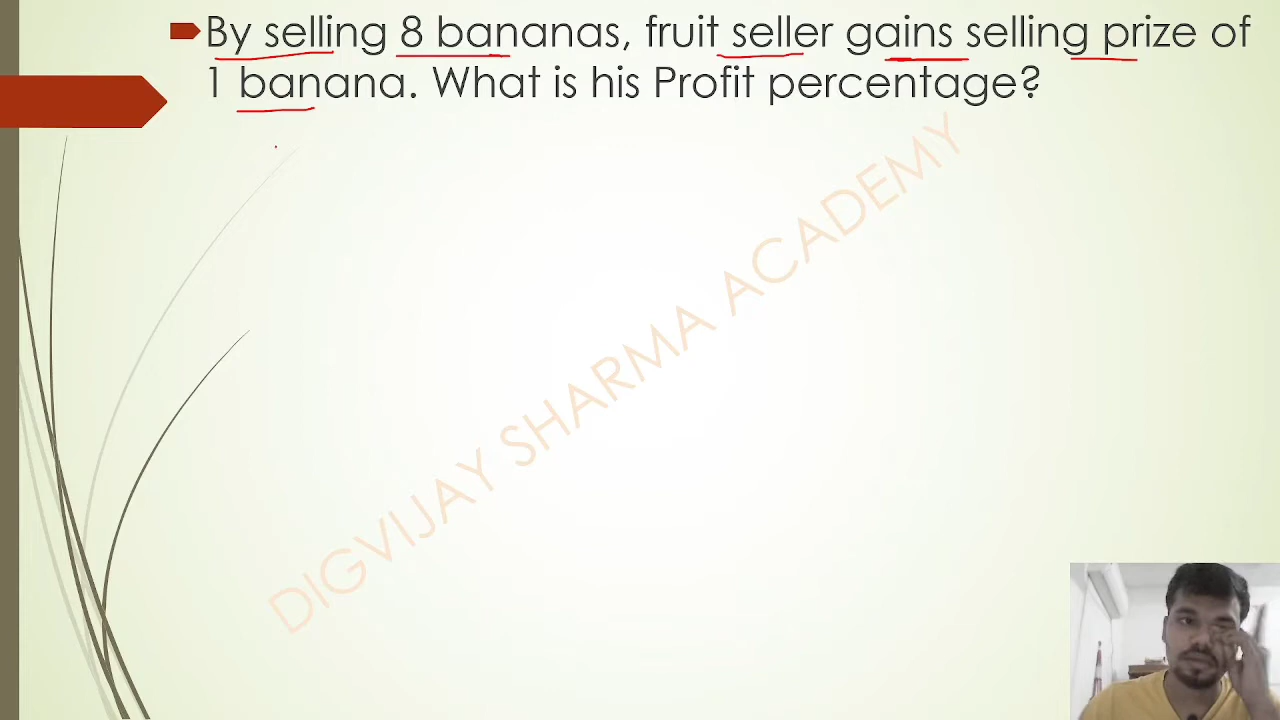 By selling 8 bananas, fruit seller gains selling prize of
1 banana. What is his Profit percentage?
DIGVIJAY SHARMA ACADEMY